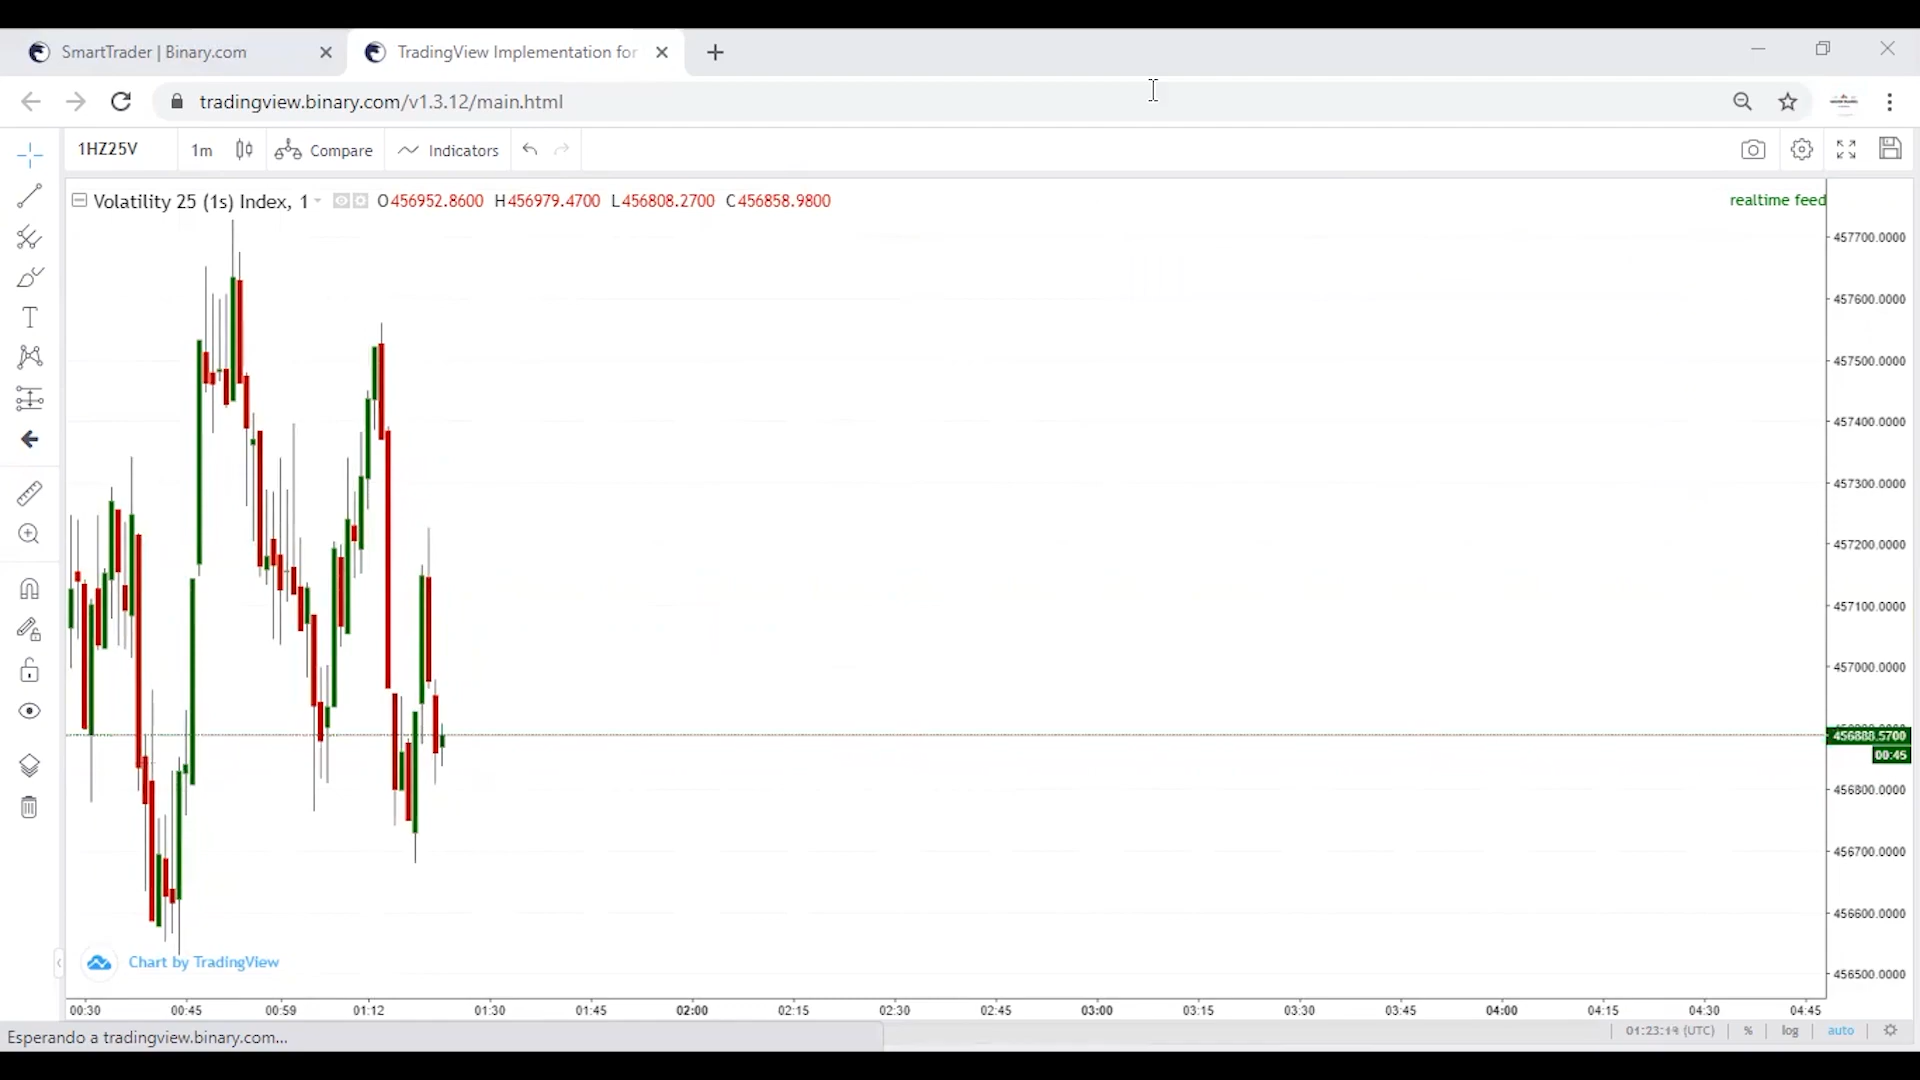 SmartTrader | Binary.com
TradingView Implementation for
tradingview.binary.com/v1.3.12/main.html
1HZ25V 1m Compare Indicators
Volatility 25 (1s) Index, 1 O456952.8600 H456979.4700 L456808.2700 C456858.9800
realtime feed
457700.0000
457600.0000
457500.0000
457400.0000
457300.0000
457200.0000
457100.0000
457000.0000
456888.5700
00:45
456800.0000
456700.0000
456600.0000
456500.0000
Chart by TradingView
00:30 00:45 00:59 01:12 01:30 01:45 02:00 02:15 02:30 02:45 03:00 03:15 03:30 03:45 04:00 04:15 04:30 04:45
Esperando a tradingview.binary.com...
(UTC) % log auto